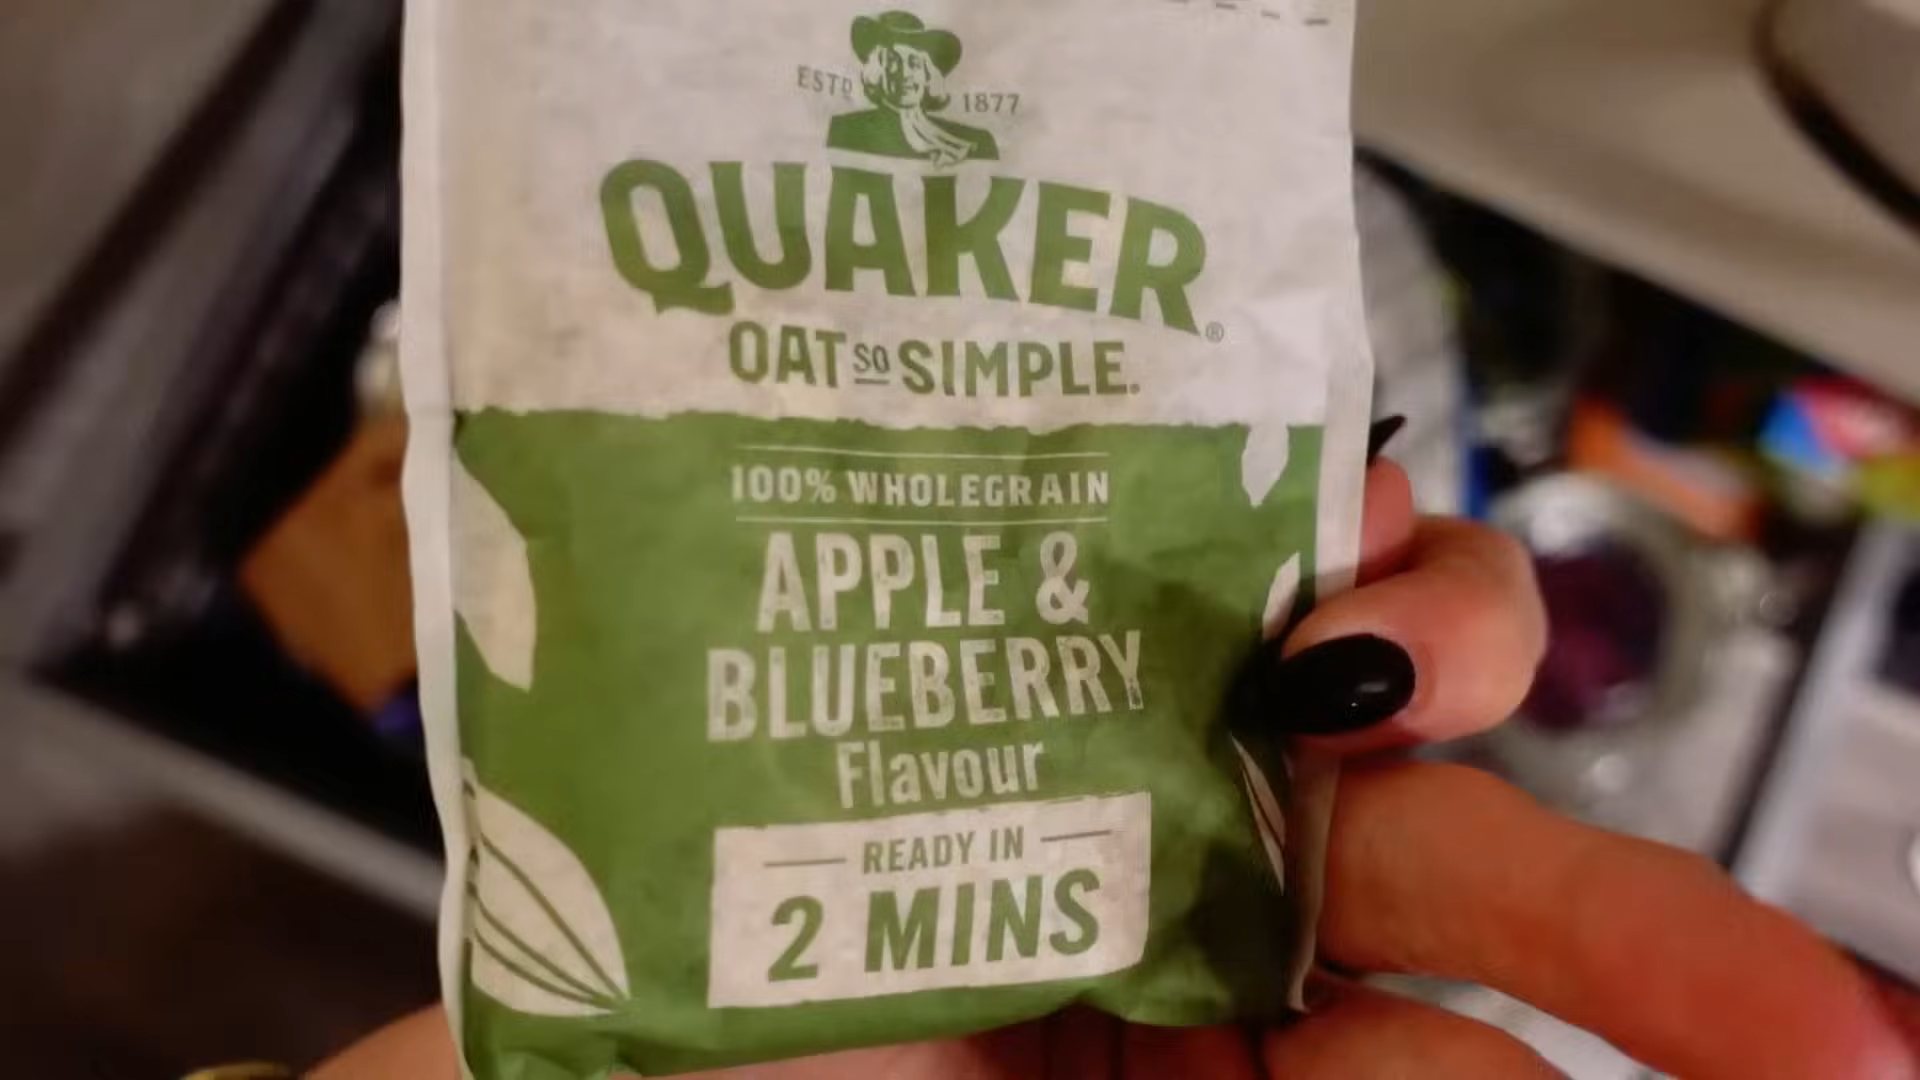 ESTD 1877
QUAKER®
OAT SO SIMPLE.
100% WHOLEGRAIN
APPLE &
BLUEBERRY
Flavour
READY IN
2 MINS